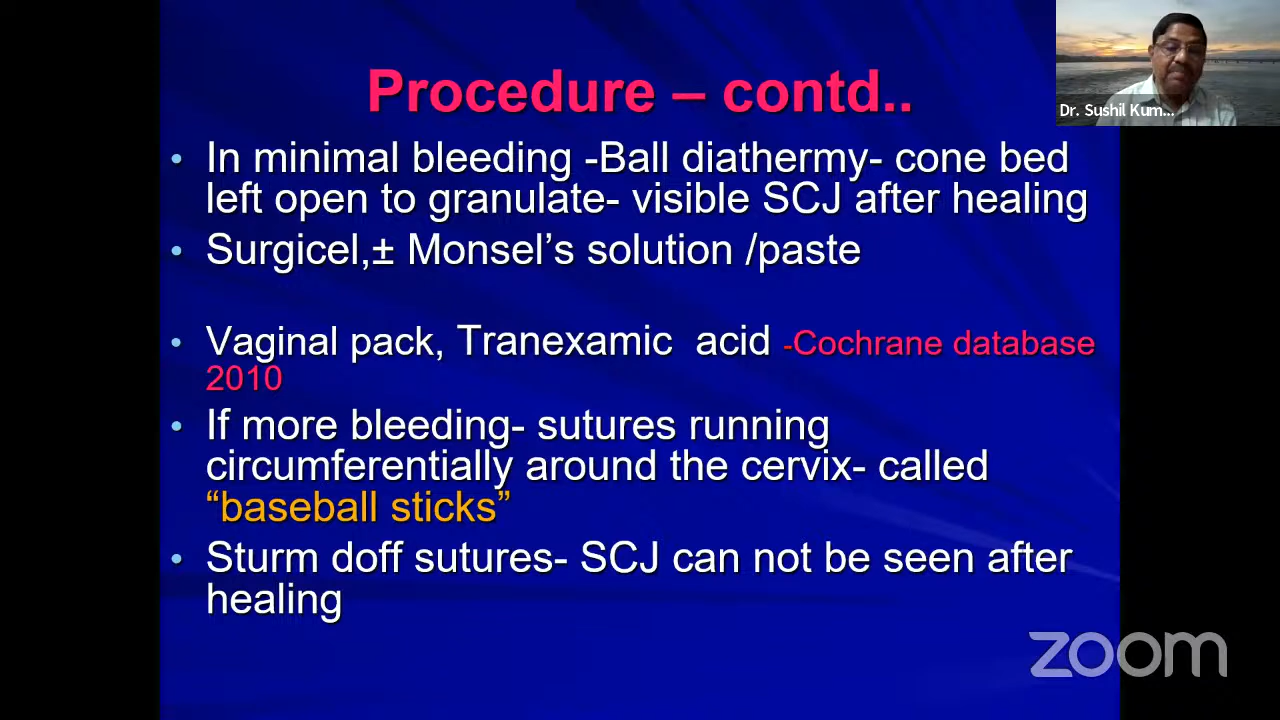 Procedure – contd..
Dr. Sushil Kum...
• In minimal bleeding -Ball diathermy- cone bed
left open to granulate- visible SCJ after healing
• Surgicel,± Monsel’s solution /paste
• Vaginal pack, Tranexamic acid -Cochrane database
2010
• If more bleeding- sutures running
circumferentially around the cervix- called
“baseball sticks”
• Sturm doff sutures- SCJ can not be seen after
healing
zoom